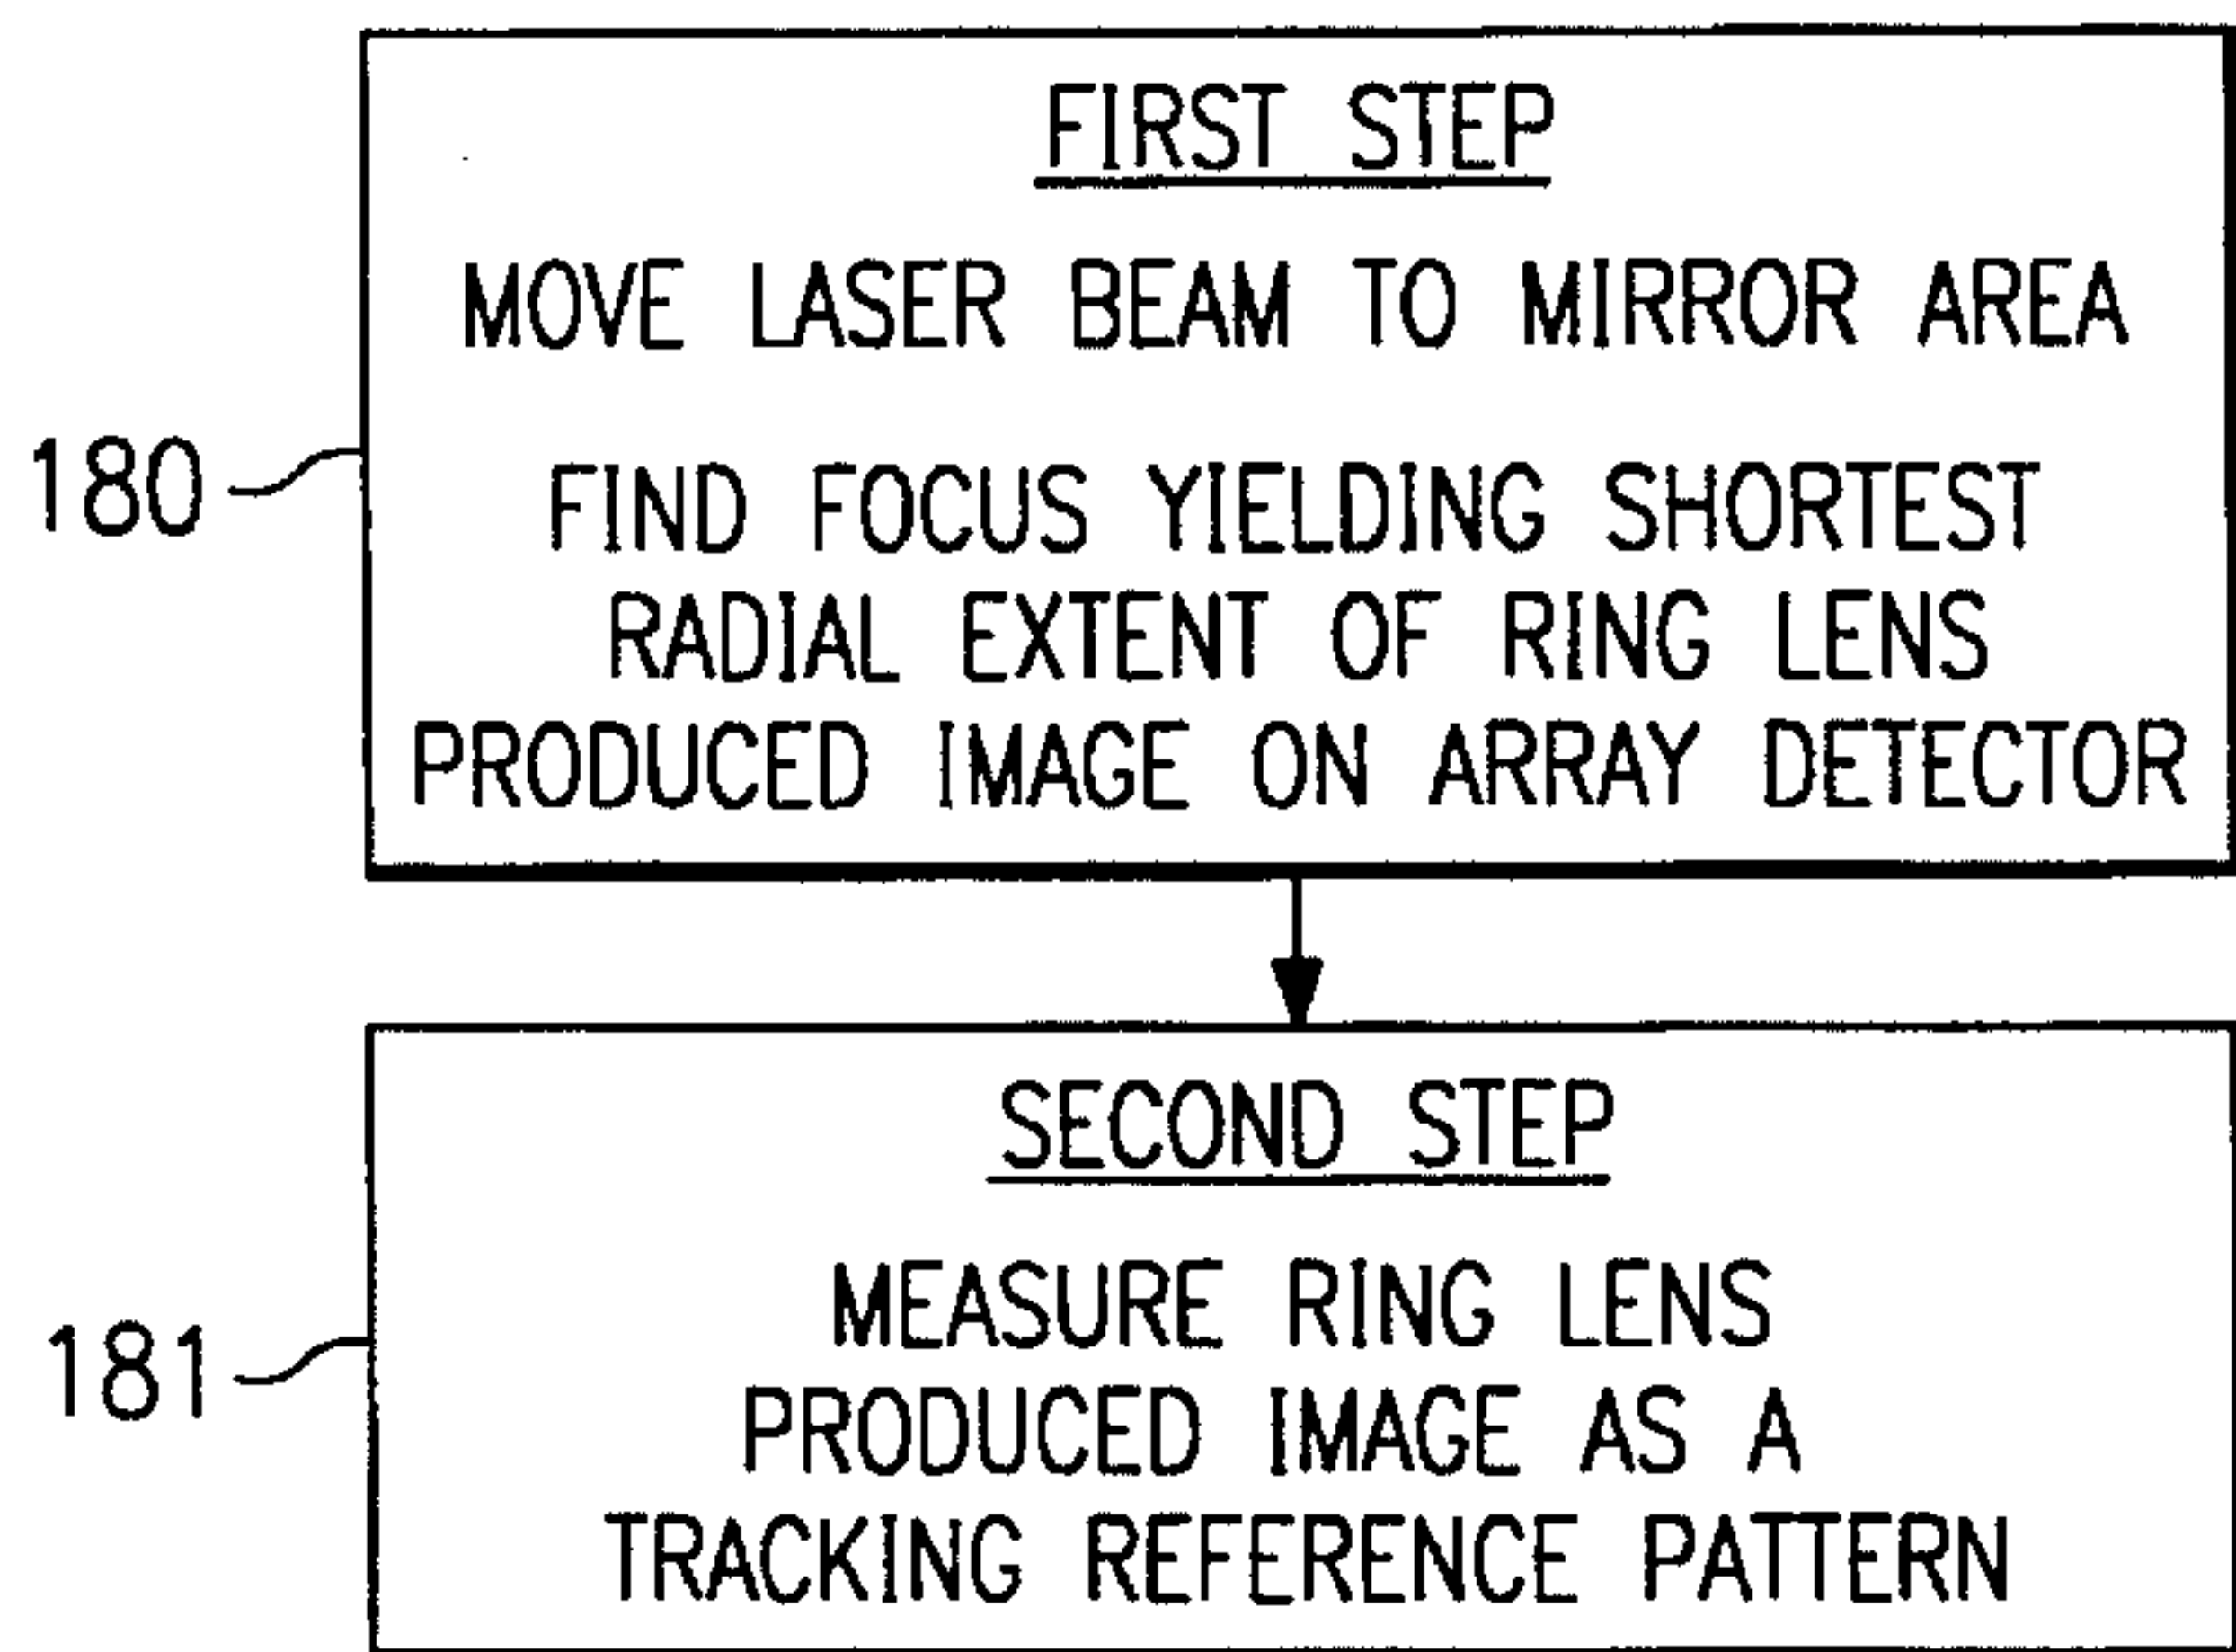 FIRST STEP
MOVE LASER BEAM TO MIRROR AREA
180
FIND FOCUS YIELDING SHORTEST
RADIAL EXTENT OF RING LENS
PRODUCED IMAGE ON ARRAY DETECTOR
SECOND STEP
MEASURE RING LENS
181
PRODUCED IMAGE AS A
TRACKING REFERENCE PATTERN